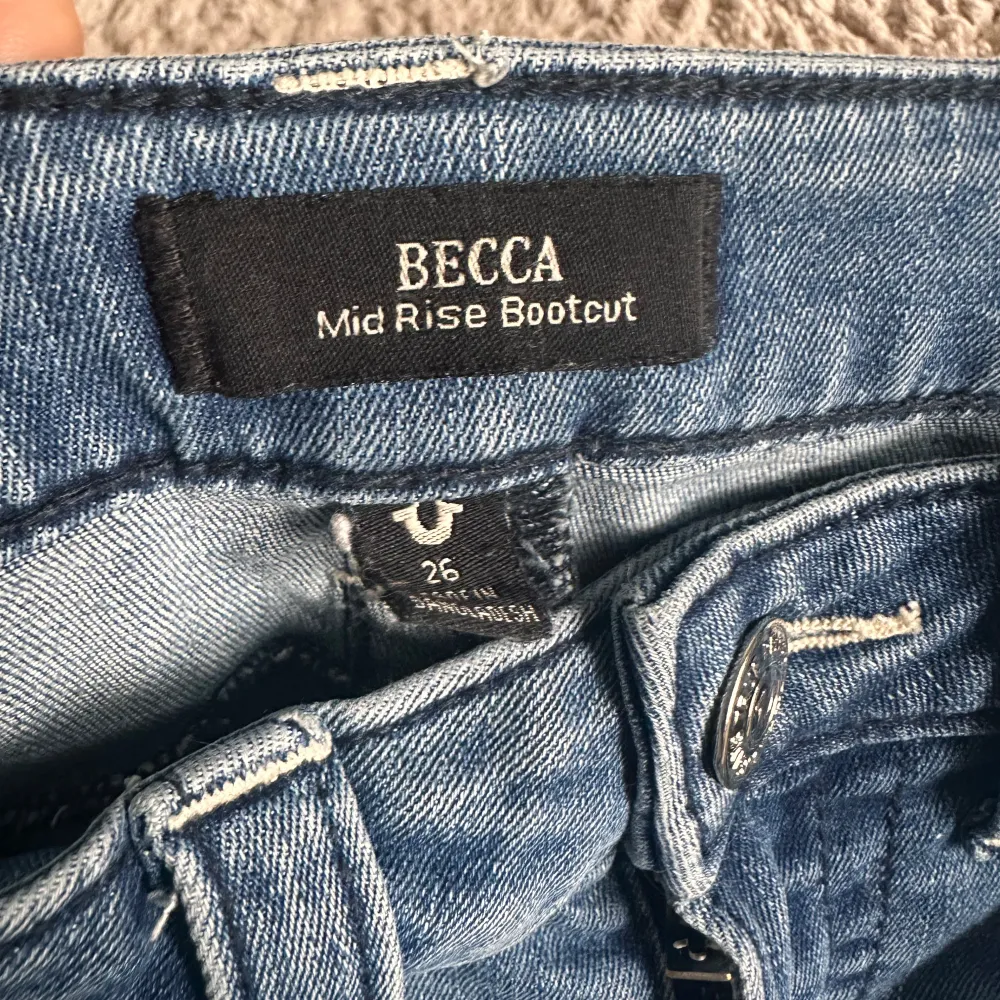 BECCA
Mid Rise Bootcut
26
MADE IN
BANGLADESH